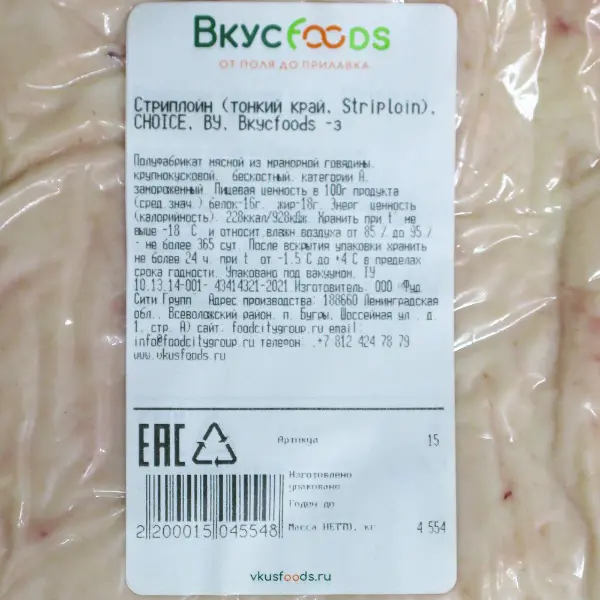 ВкусFOODS
ОТ ПОЛЯ ДО ПРИЛАВКА
Стриплойн (тонкий край, Striploin),
CHOICE, ВУ, Вкусfoods -з
Полуфабрикат мясной из мраморной говядины,
крупнокусковой, бескостный, категории А,
замороженный. Пищевая ценность в 100г продукта
(сред.знач.) белок-16г. жир-18г. Энерг ценность
(калорийность). 228ккал/928кДж. Хранить при t не
выше -18 С и относит.влажн воздуха от 85 % до 95 %
- не более 365 сут. После вскрытия упаковки хранить
не более 24 ч. при t от -1.5 С до +4 С в пределах
срока годности. Упаковано под вакуумом. ТУ
10.13.14-001- 43414321-2021 Изготовитель: ООО "Фуд
Сити Групп" Адрес производства: 188660 Ленинградская
обл., Всеволожский район, п. Бугры, Шоссейная ул., д.
1, стр. А) сайт: foodcitygroup.ru email:
info@foodcitygroup.ru телефон: .+7 812 424 78 79
www.vkusfoods.ru
EAC
Артикул 15
Изготовлено
упаковано
Годен до
Масса НЕТТО, кг 4 554
2 200015 045548
vkusfoods.ru